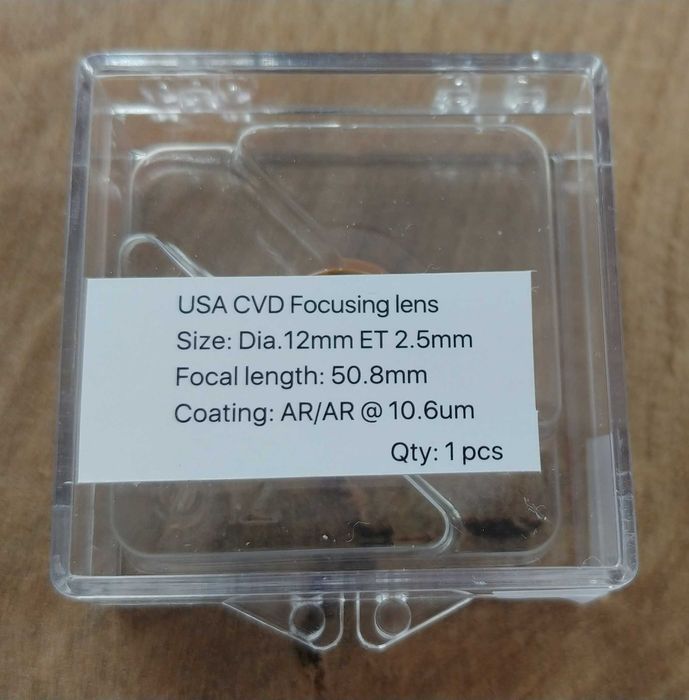 USA CVD Focusing lens
Size: Dia.12mm ET 2.5mm
Focal length: 50.8mm
Coating: AR/AR @ 10.6um
Qty: 1 pcs